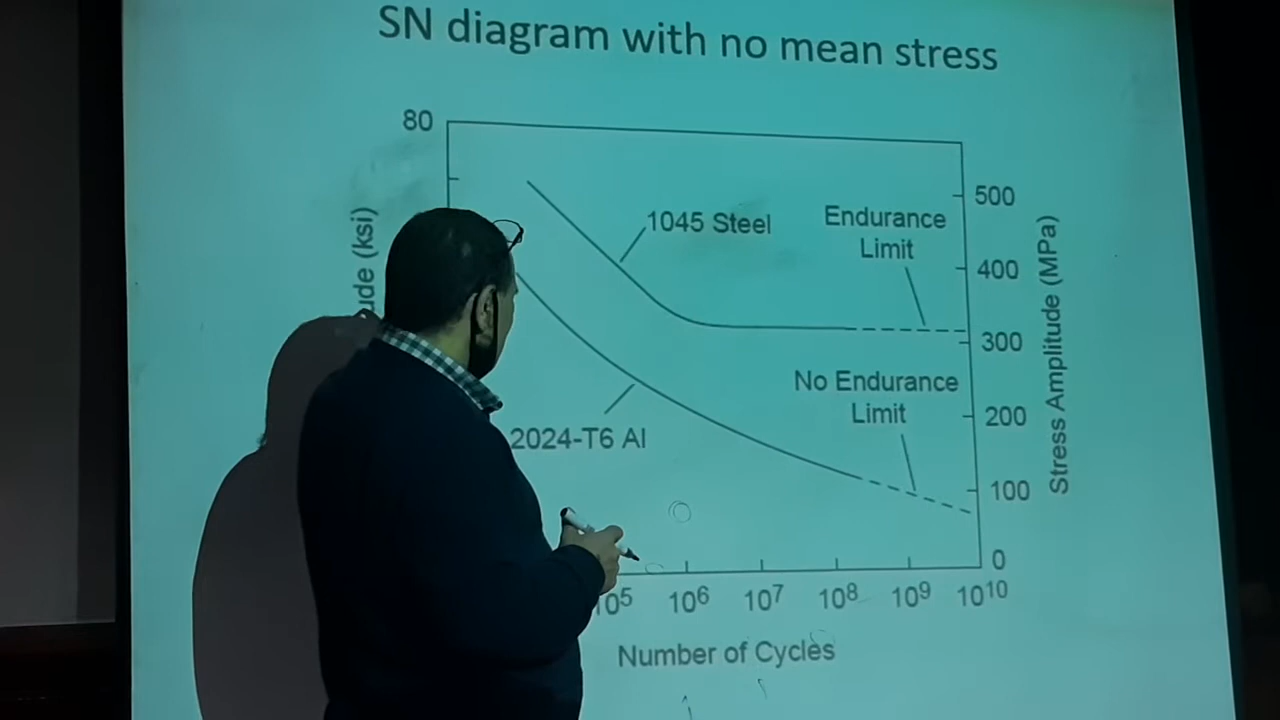 SN diagram with no mean stress
80
(ksi)
1045 Steel
Endurance
Limit
500
400
300
200
100
0
Stress Amplitude (MPa)
No Endurance
Limit
2024-T6 Al
10⁵ 10⁶ 10⁷ 10⁸ 10⁹ 10¹⁰
Number of Cycles